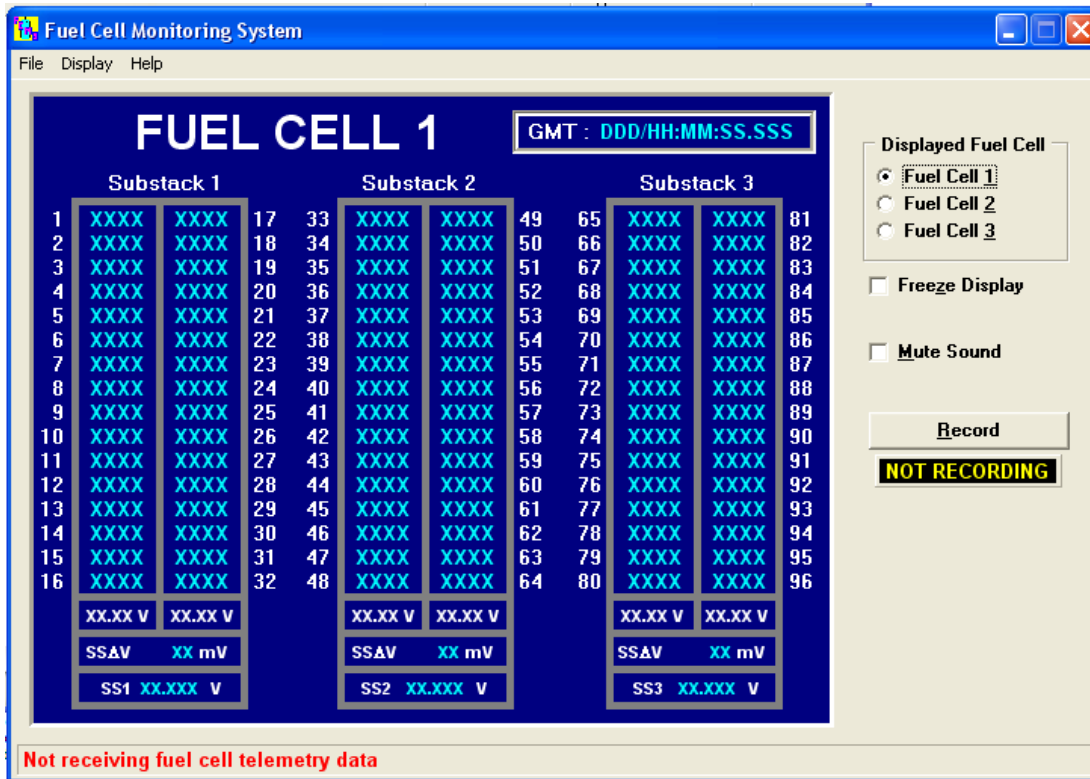 Fuel Cell Monitoring System
File Display Help
FUEL CELL 1
GMT : DDD/HH:MM:SS.SSS
Substack 1 Substack 2 Substack 3
1 XXXX XXXX 17 33 XXXX XXXX 49 65 XXXX XXXX 81
2 XXXX XXXX 18 34 XXXX XXXX 50 66 XXXX XXXX 82
3 XXXX XXXX 19 35 XXXX XXXX 51 67 XXXX XXXX 83
4 XXXX XXXX 20 36 XXXX XXXX 52 68 XXXX XXXX 84
5 XXXX XXXX 21 37 XXXX XXXX 53 69 XXXX XXXX 85
6 XXXX XXXX 22 38 XXXX XXXX 54 70 XXXX XXXX 86
7 XXXX XXXX 23 39 XXXX XXXX 55 71 XXXX XXXX 87
8 XXXX XXXX 24 40 XXXX XXXX 56 72 XXXX XXXX 88
9 XXXX XXXX 25 41 XXXX XXXX 57 73 XXXX XXXX 89
10 XXXX XXXX 26 42 XXXX XXXX 58 74 XXXX XXXX 90
11 XXXX XXXX 27 43 XXXX XXXX 59 75 XXXX XXXX 91
12 XXXX XXXX 28 44 XXXX XXXX 60 76 XXXX XXXX 92
13 XXXX XXXX 29 45 XXXX XXXX 61 77 XXXX XXXX 93
14 XXXX XXXX 30 46 XXXX XXXX 62 78 XXXX XXXX 94
15 XXXX XXXX 31 47 XXXX XXXX 63 79 XXXX XXXX 95
16 XXXX XXXX 32 48 XXXX XXXX 64 80 XXXX XXXX 96
XX.XX V XX.XX V XX.XX V XX.XX V XX.XX V XX.XX V
SSΔV XX mV SSΔV XX mV SSΔV XX mV
SS1 XX.XXX V SS2 XX.XXX V SS3 XX.XXX V
Displayed Fuel Cell
Fuel Cell 1
Fuel Cell 2
Fuel Cell 3
Freeze Display
Mute Sound
Record
NOT RECORDING
Not receiving fuel cell telemetry data